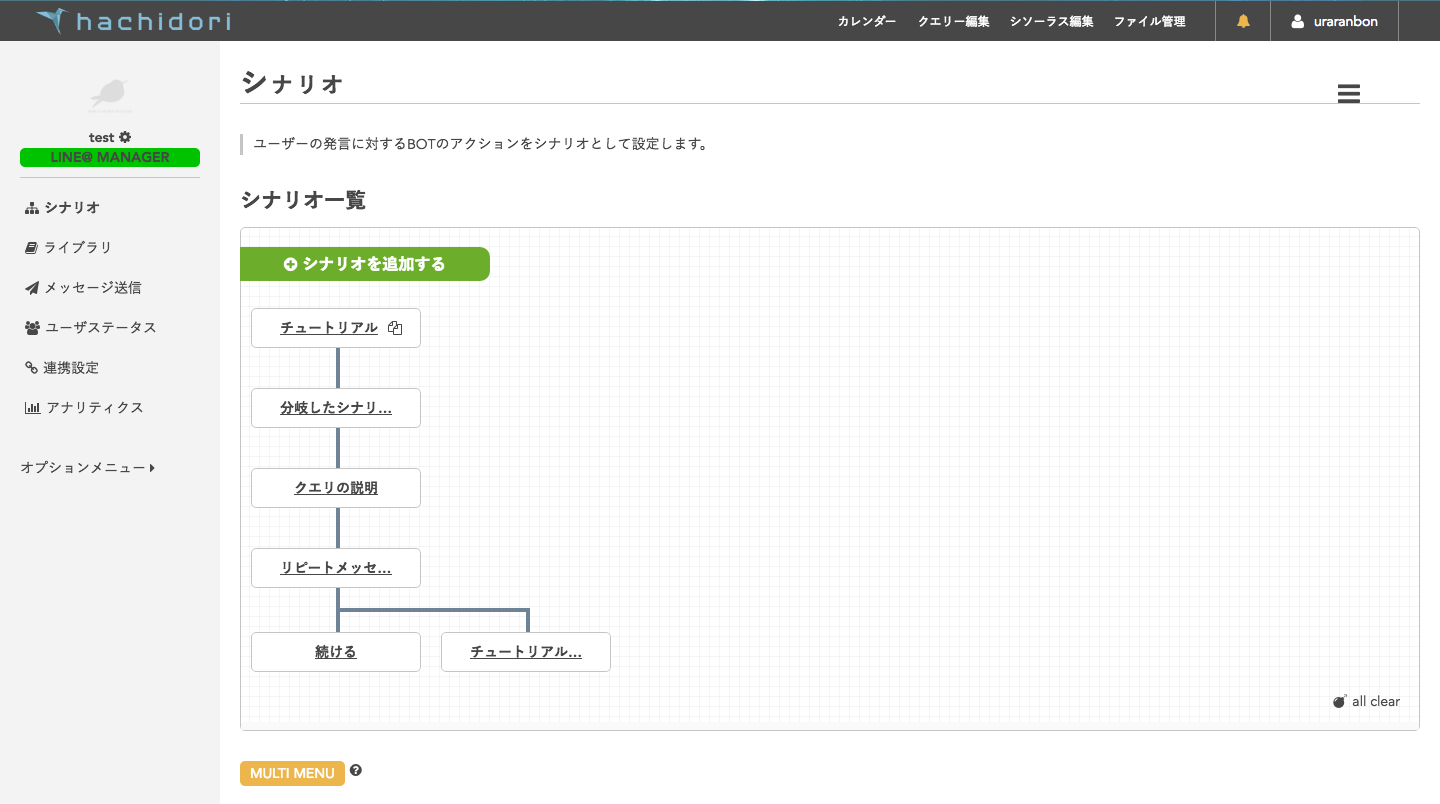 hachidori
カレンダー クエリー編集 シソーラス編集 ファイル管理 uraranbon
test
LINE@ MANAGER
シナリオ
ライブラリ
メッセージ送信
ユーザステータス
連携設定
アナリティクス
オプションメニュー
シナリオ
ユーザーの発言に対するBOTのアクションをシナリオとして設定します。
シナリオ一覧
シナリオを追加する
チュートリアル
分岐したシナリ...
クエリの説明
リピートメッセ...
続ける チュートリアル...
all clear
MULTI MENU